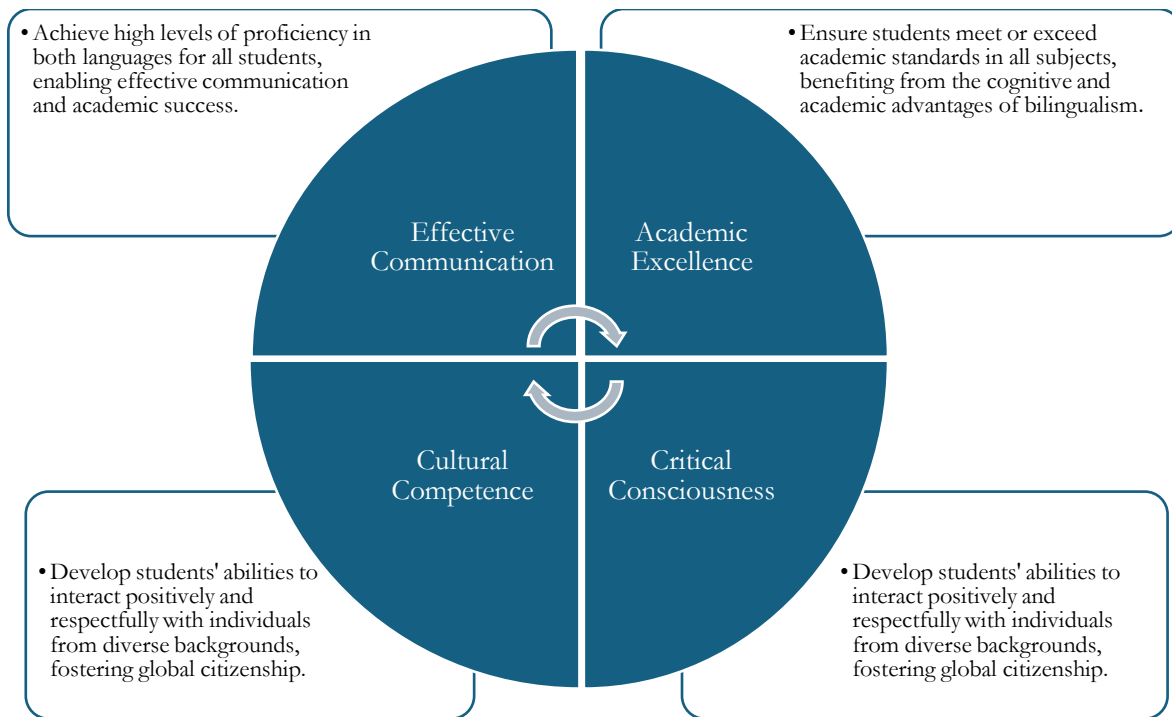 • Achieve high levels of proficiency in
both languages for all students,
enabling effective communication
and academic success.
• Ensure students meet or exceed
academic standards in all subjects,
benefiting from the cognitive and
academic advantages of bilingualism.
Effective
Communication
Academic
Excellence
Cultural
Competence
Critical
Consciousness
• Develop students' abilities to
interact positively and
respectfully with individuals
from diverse backgrounds,
fostering global citizenship.
• Develop students' abilities to
interact positively and
respectfully with individuals
from diverse backgrounds,
fostering global citizenship.